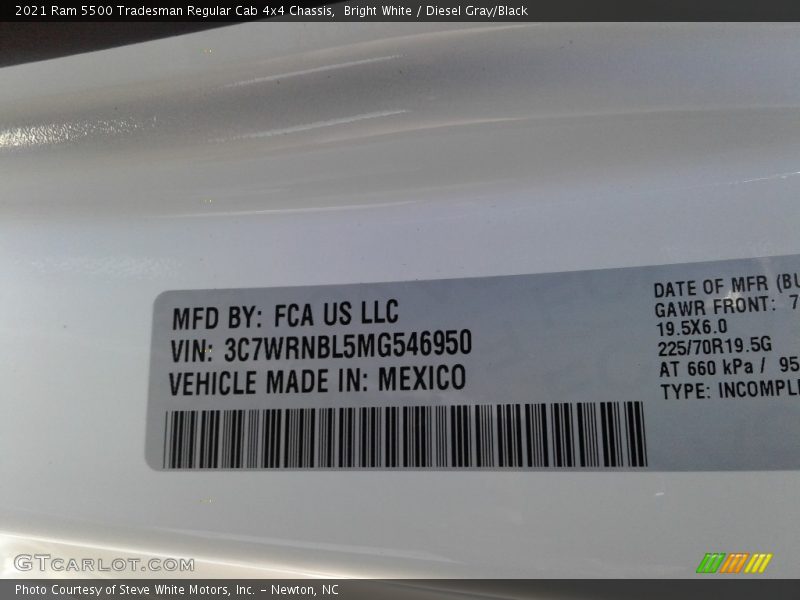 2021 Ram 5500 Tradesman Regular Cab 4x4 Chassis, Bright White / Diesel Gray/Black
MFD BY: FCA US LLC
VIN: 3C7WRNBL5MG546950
VEHICLE MADE IN: MEXICO
DATE OF MFR
GAWR FRONT:
19.5X6.0
225/70R19.5G
AT 660 kPa / 95
TYPE:
GTCARLOT.COM
Photo Courtesy of Steve White Motors, Inc. – Newton, NC